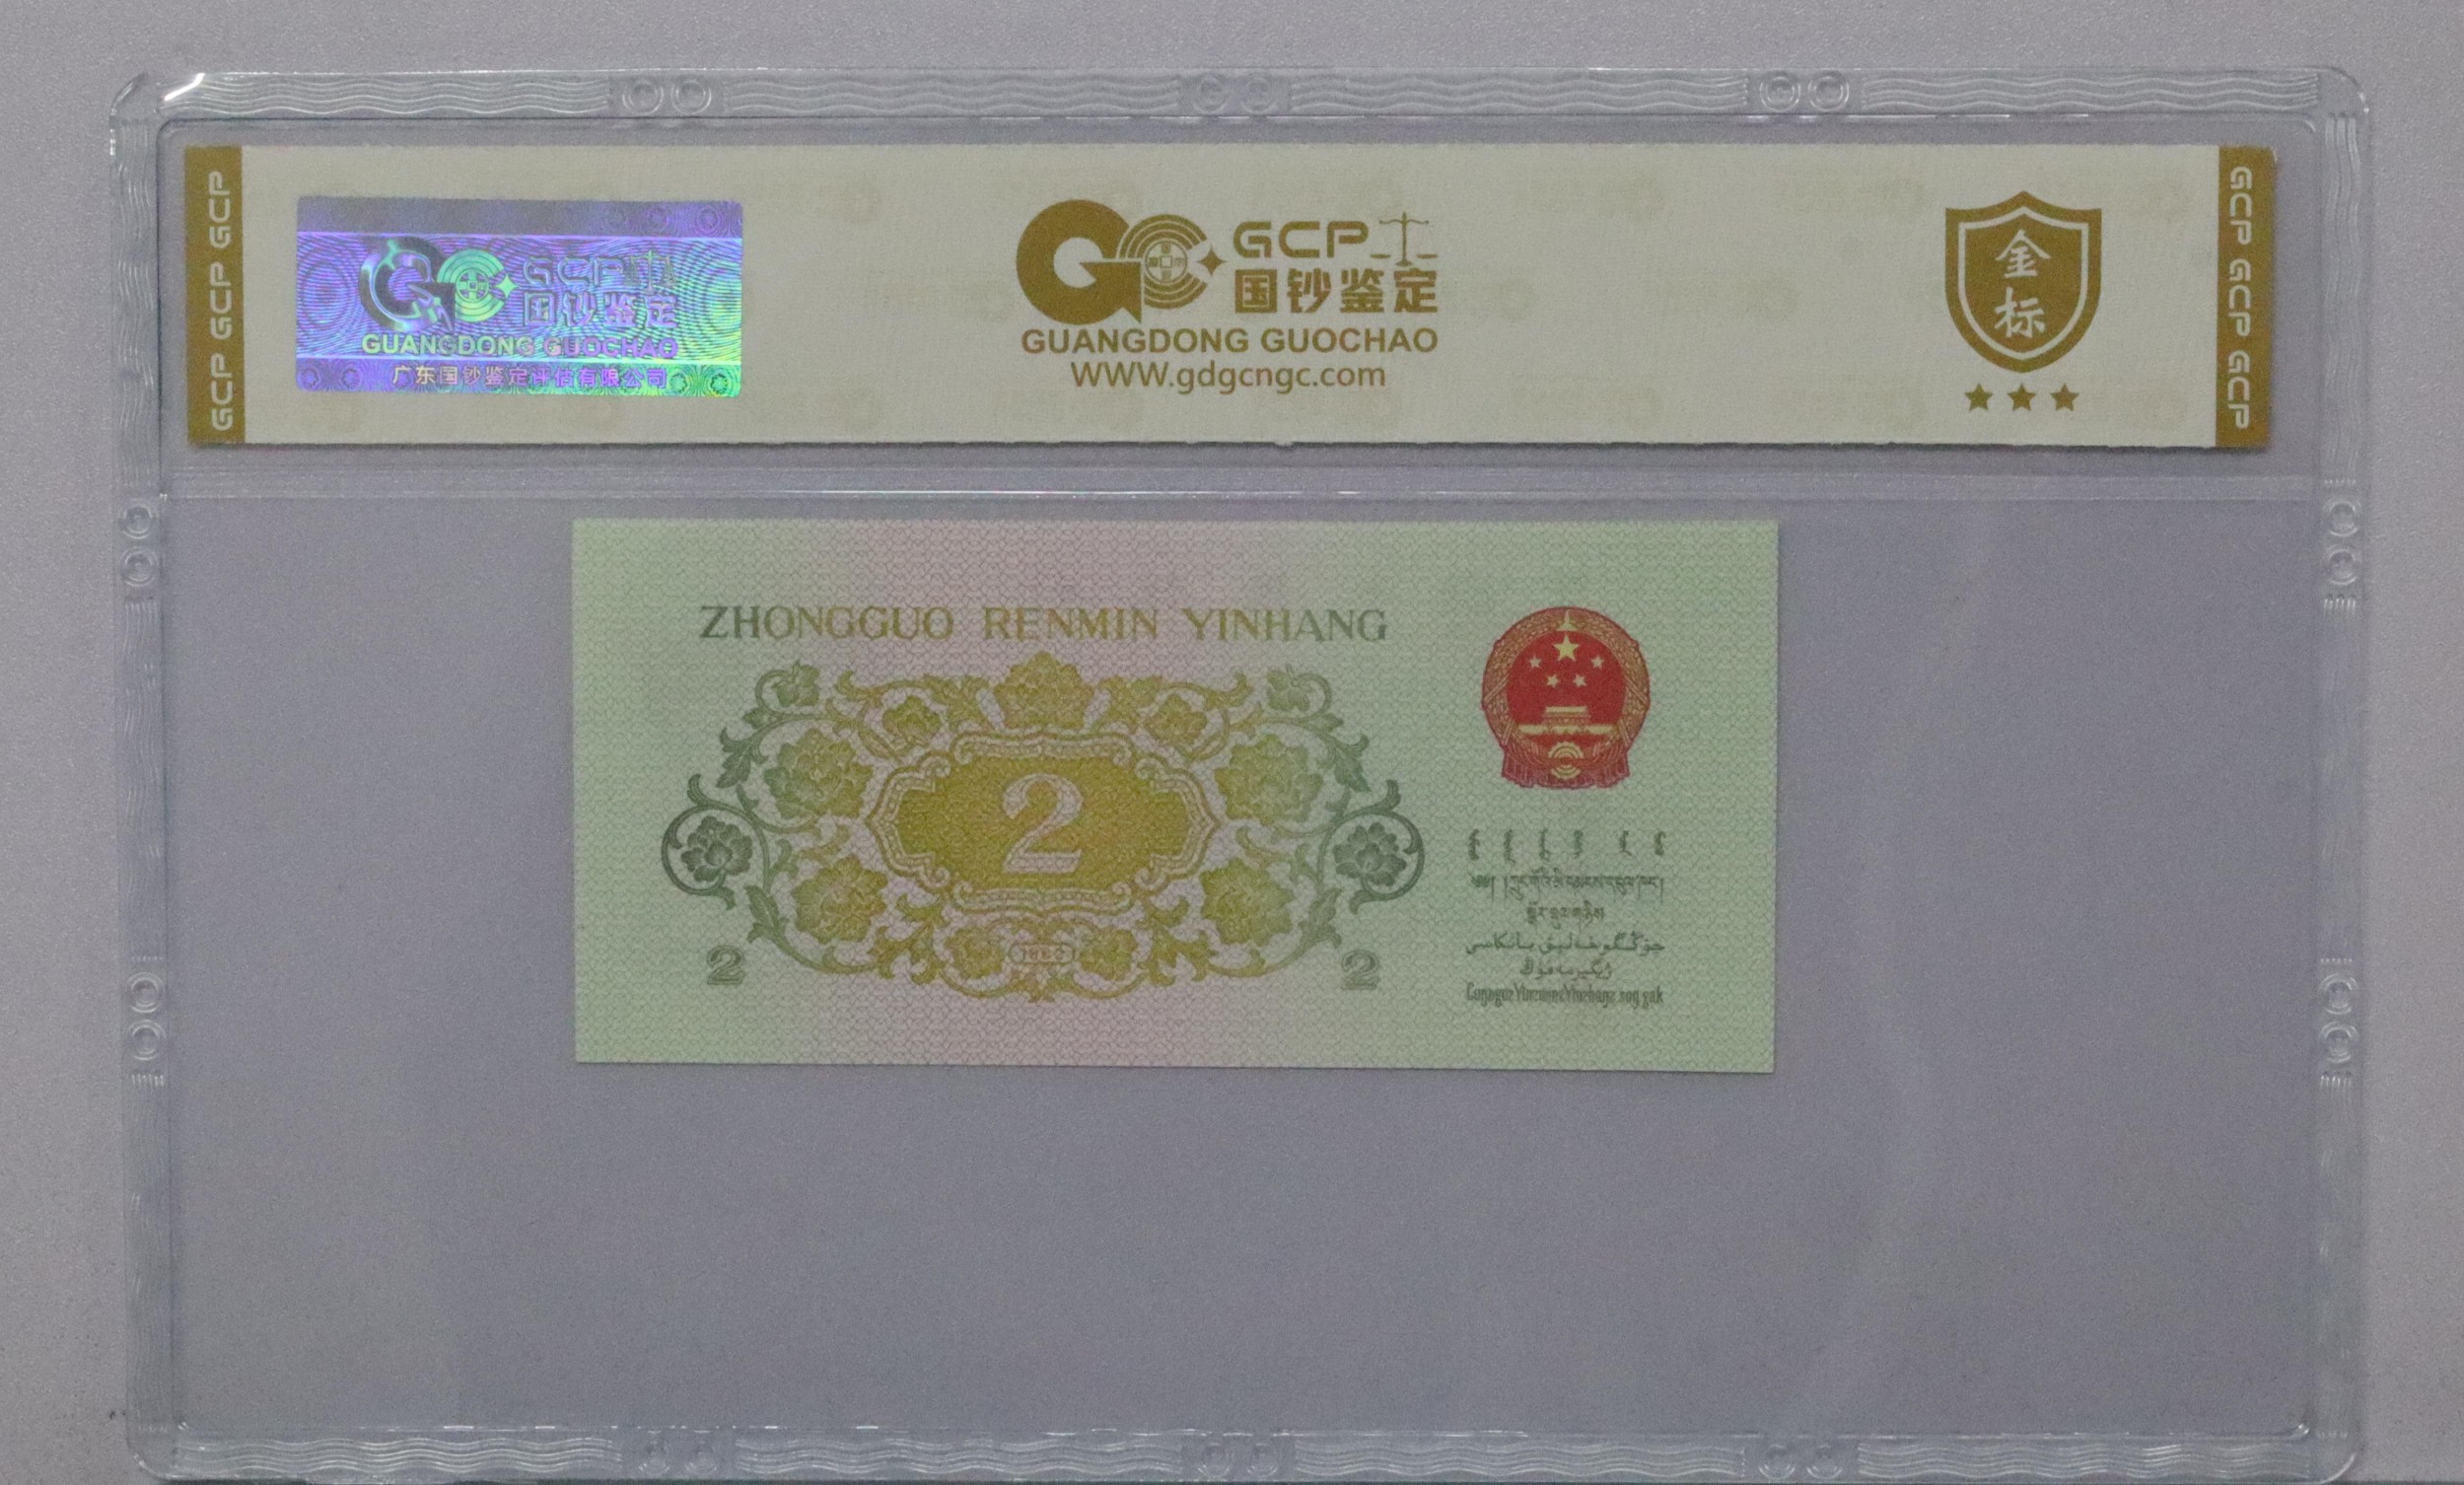 GCP GCP GCP
GCP
国钞鉴定
GUANGDONG GUOCHAO
广东国钞鉴定评估有限公司
GCP
国钞鉴定
GUANGDONG GUOCHAO
WWW.gdgcngc.com
金
标
GCP GCP GCP
ZHONGGUO RENMIN YINHANG
2
1962
2
2